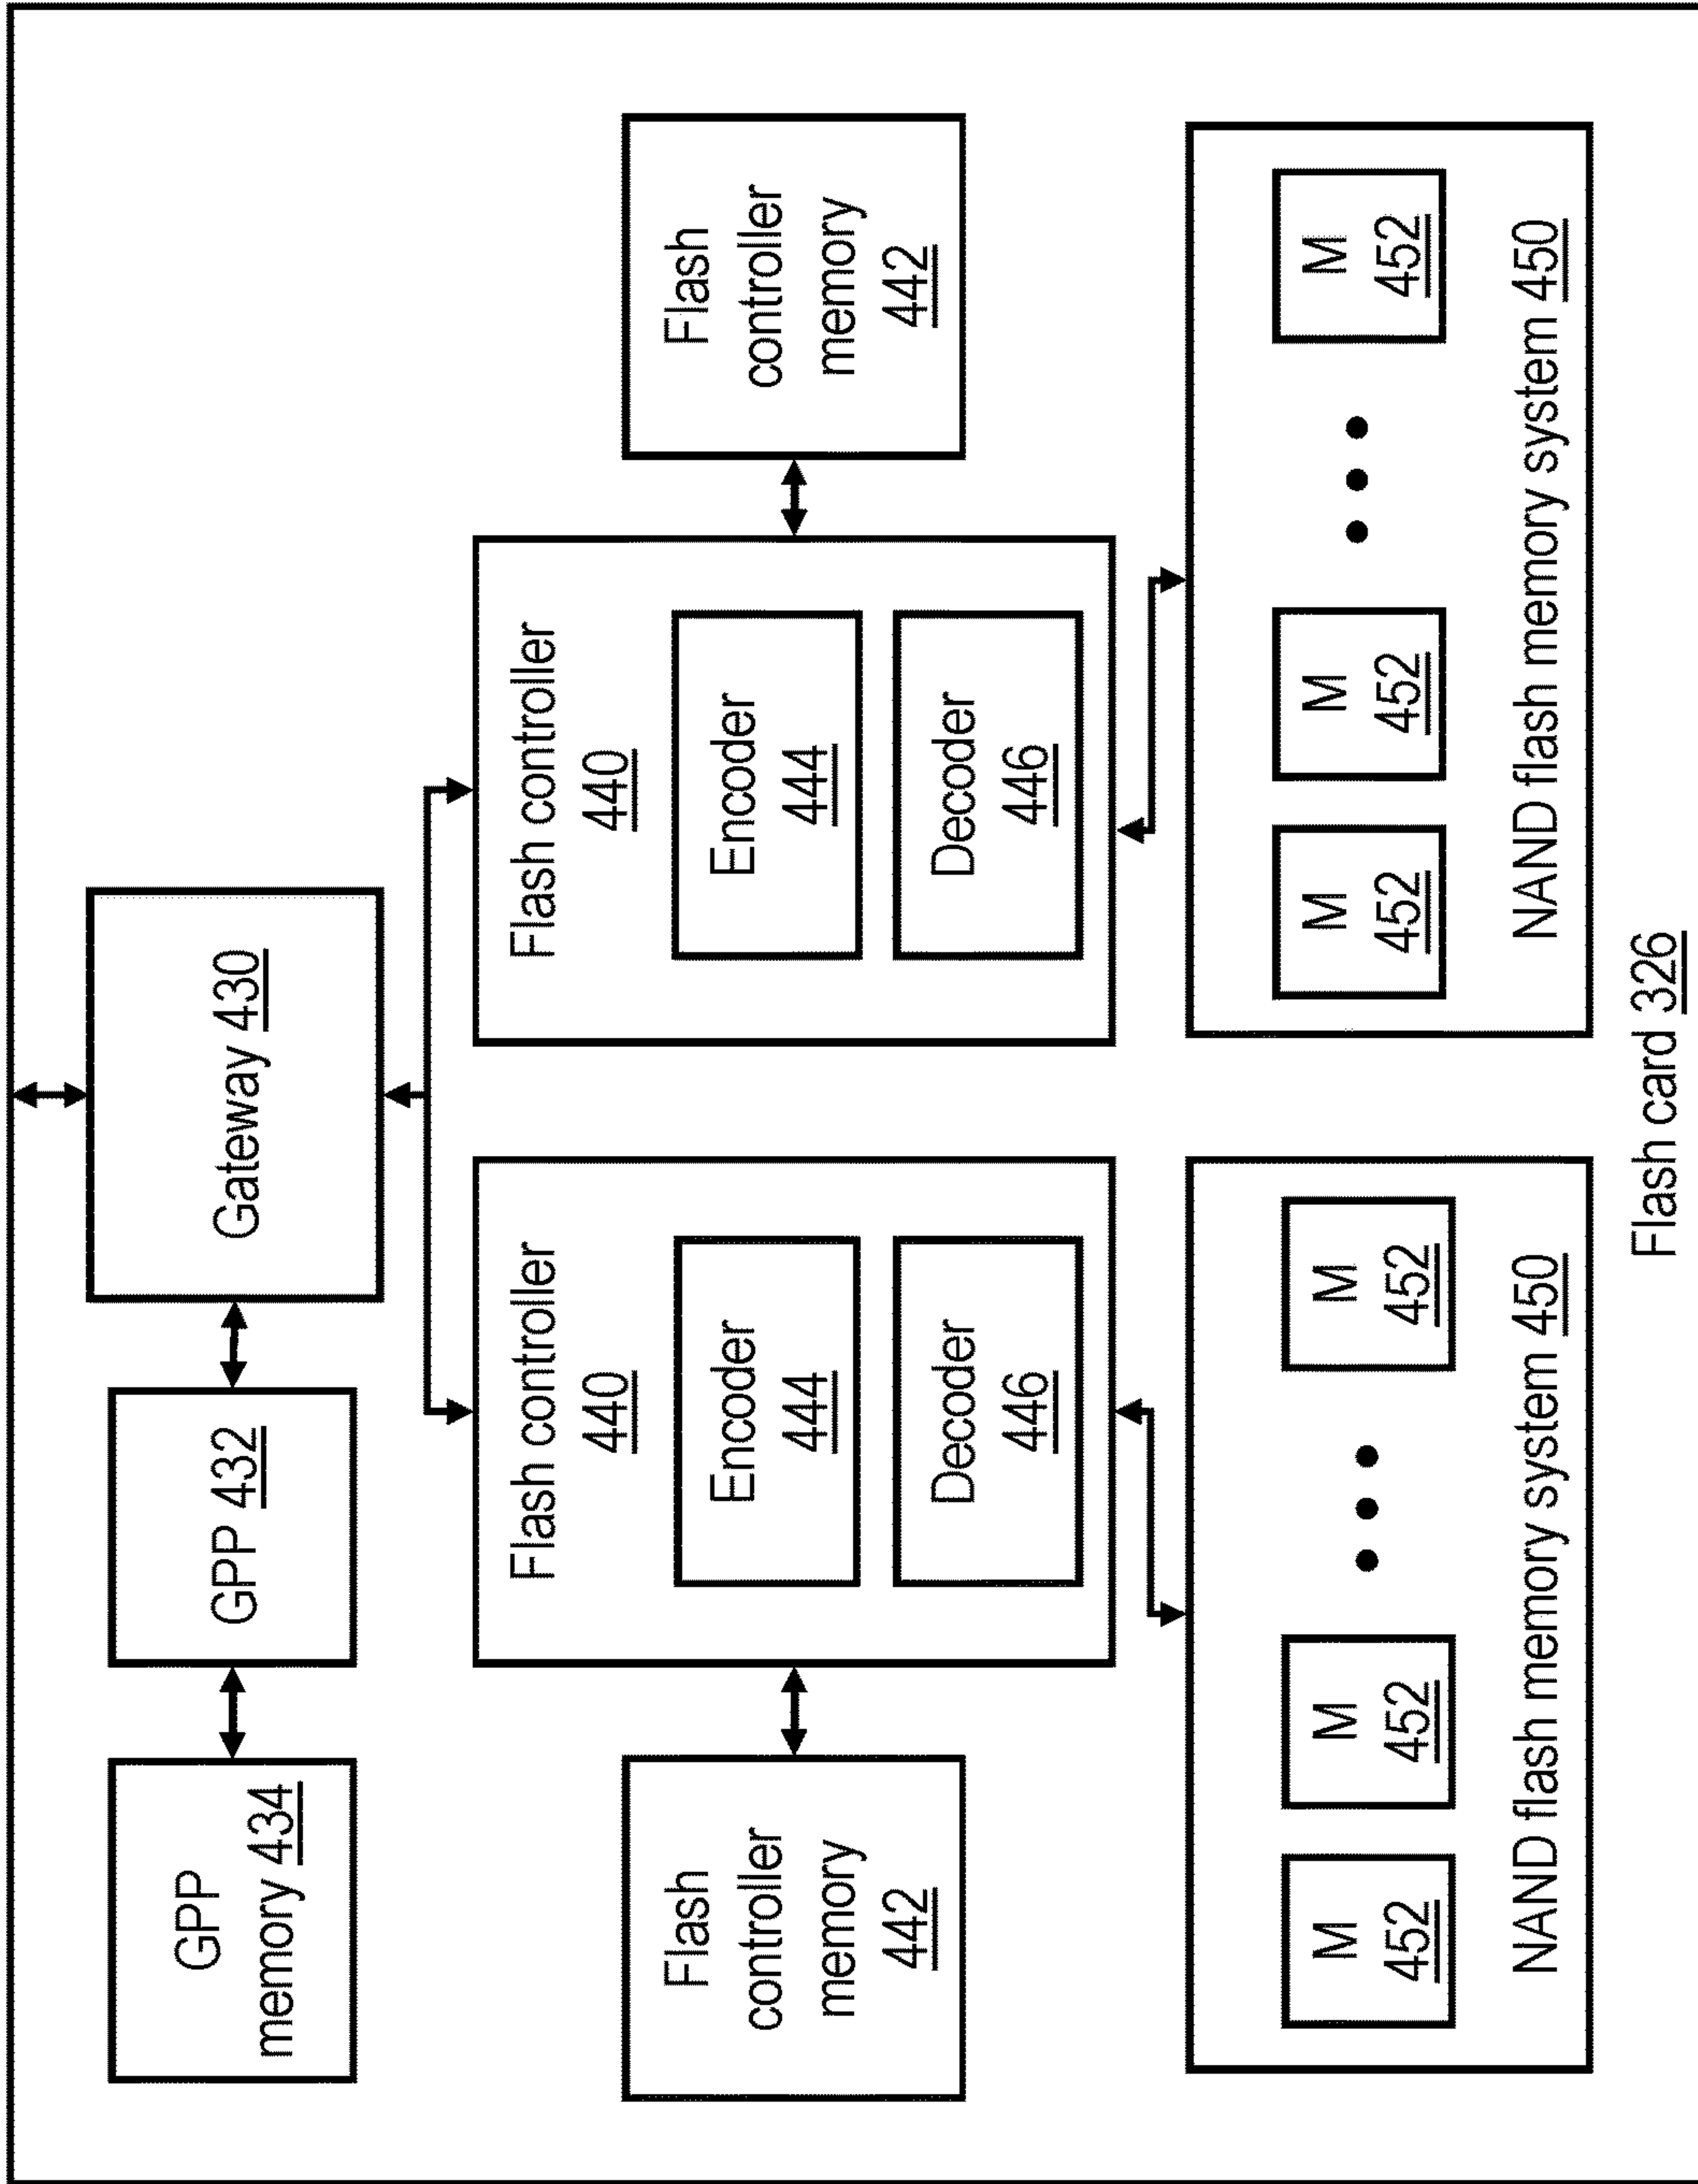 GPP
memory 434
GPP 432
Gateway 430
Flash
controller
memory
442
Flash controller
440
Encoder
444
Decoder
446
Flash controller
440
Encoder
444
Decoder
446
Flash
controller
memory
442
M
452
M
452
M
452
NAND flash memory system 450
M
452
M
452
M
452
NAND flash memory system 450
Flash card 326